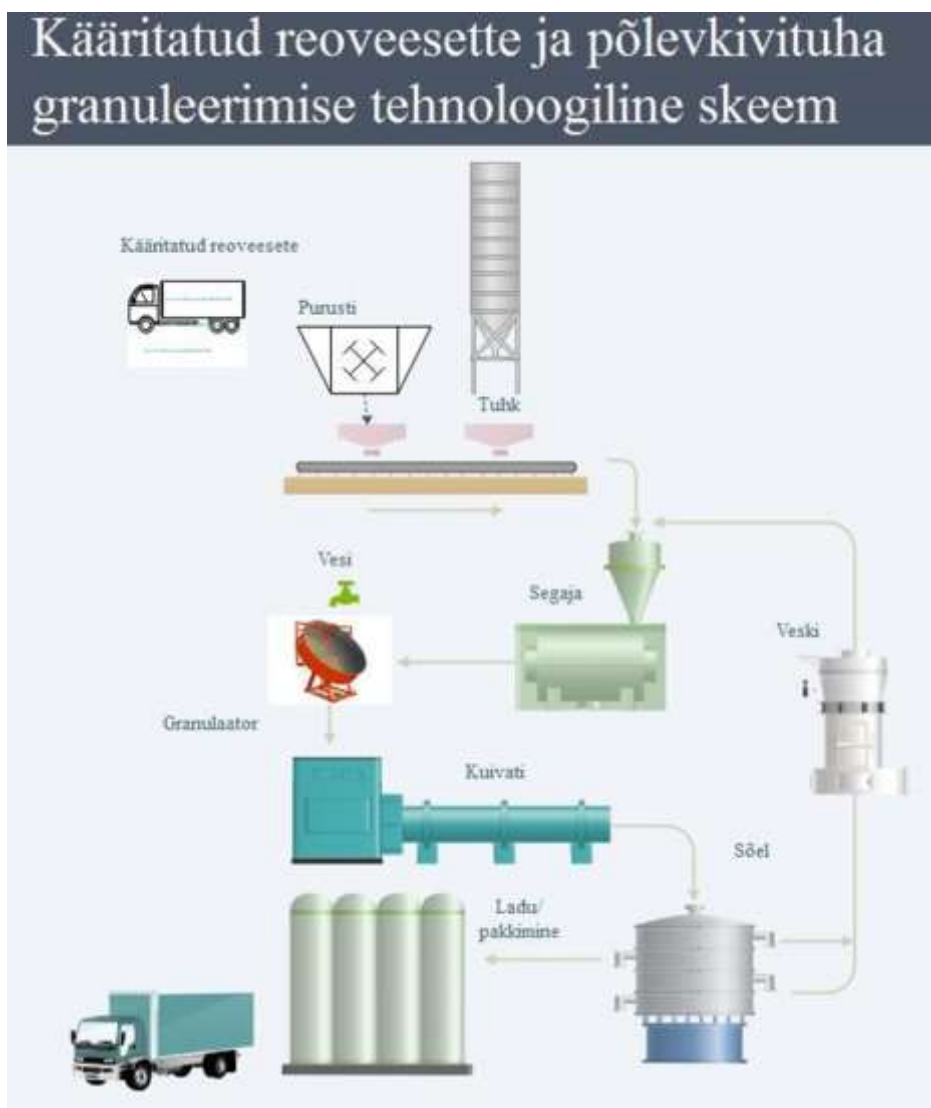 Kääritatud reoveesette ja põlevkivituha
granuleerimise tehnoloogiline skeem
Kääritatud reoveesete
Purusti
Tuhk
Vesi
Segaja
Veski
Granulaator
Kuivati
Sõel
Ladu/
pakkimine